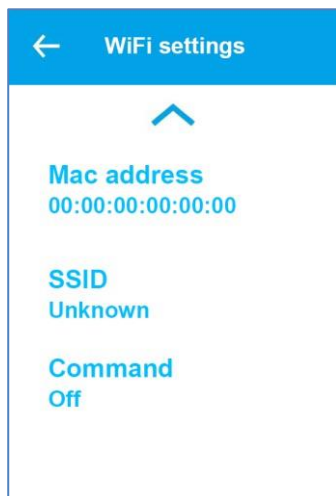 WiFi settings
Mac address
00:00:00:00:00:00
SSID
Unknown
Command
Off